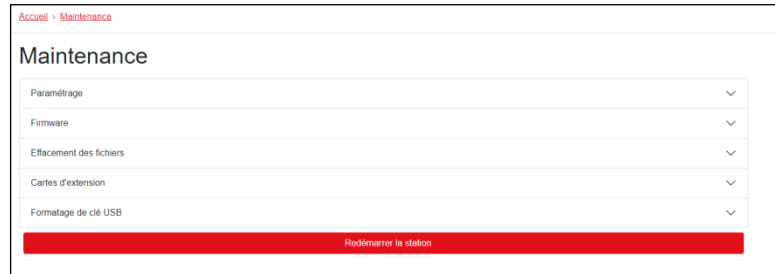 Accueil › Maintenance
Maintenance
Paramétrage
Firmware
Effacement des fichiers
Cartes d'extension
Formatage de clé USB
Redémarrer la station